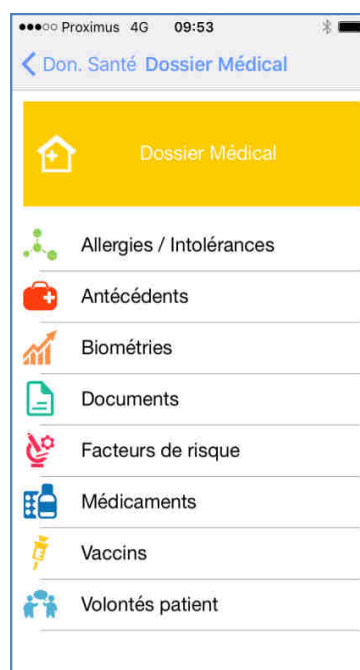 Proximus 4G 09:53
Don. Santé Dossier Médical
Dossier Médical
Allergies / Intolérances
Antécédents
Biométries
Documents
Facteurs de risque
Médicaments
Vaccins
Volontés patient